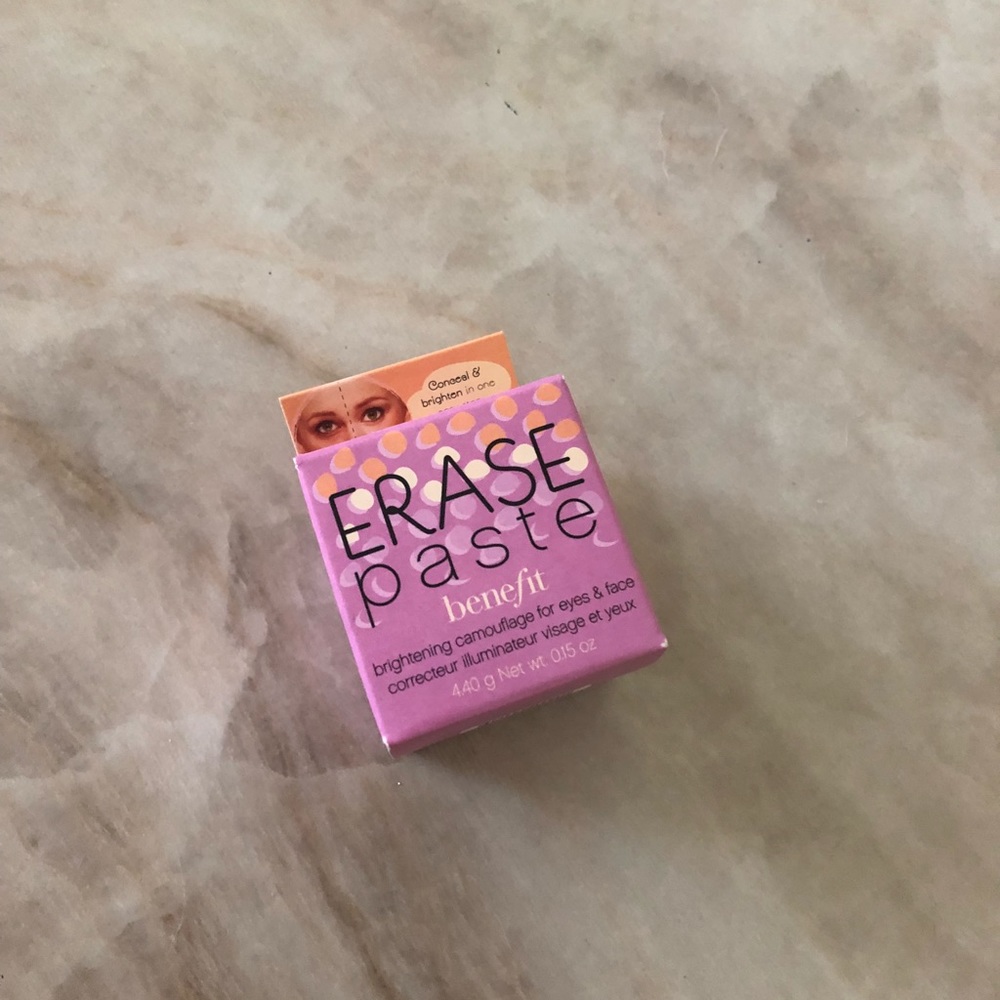 Conceal &
brighten in one
ERASE
paste
benefit
brightening camouflage for eyes & face
correcteur illuminateur visage et yeux
4.40 g Net wt. 0.15 oz